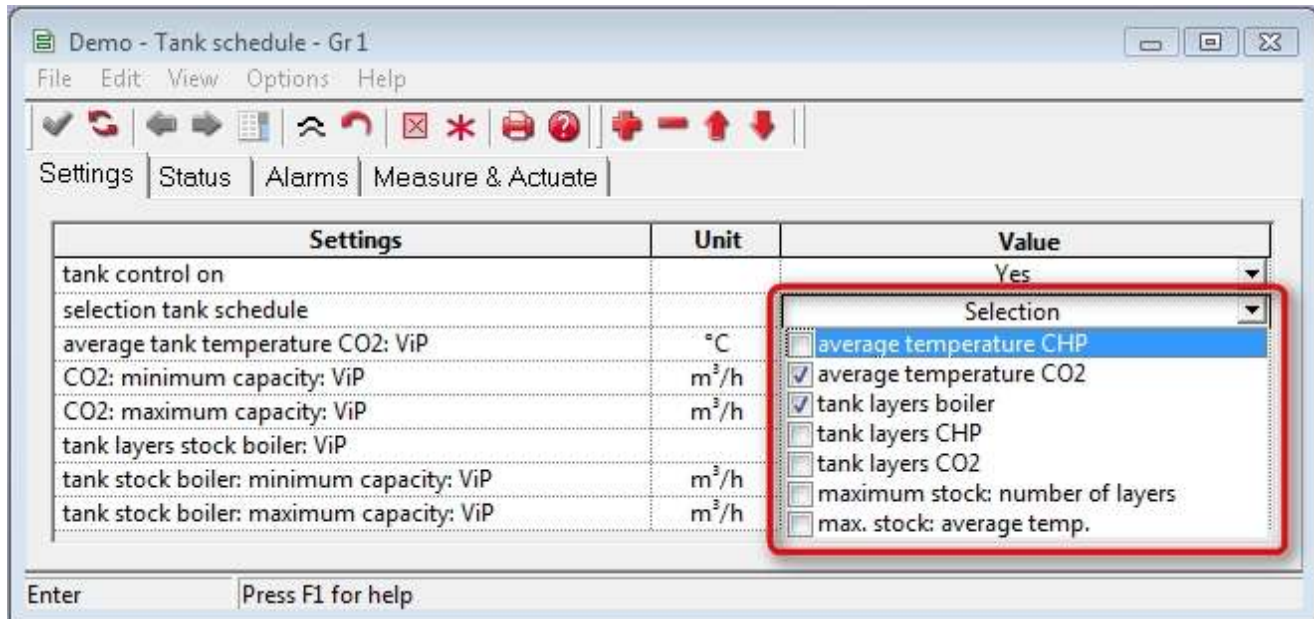 Demo - Tank schedule - Gr 1
File Edit View Options Help
Settings Status Alarms Measure & Actuate
Settings Unit Value
tank control on Yes
selection tank schedule Selection
average tank temperature CO2: ViP °C average temperature CHP
CO2: minimum capacity: ViP m³/h average temperature CO2
CO2: maximum capacity: ViP m³/h tank layers boiler
tank layers stock boiler: ViP tank layers CHP
tank stock boiler: minimum capacity: ViP m³/h tank layers CO2
tank stock boiler: maximum capacity: ViP m³/h maximum stock: number of layers
max. stock: average temp.
Enter Press F1 for help